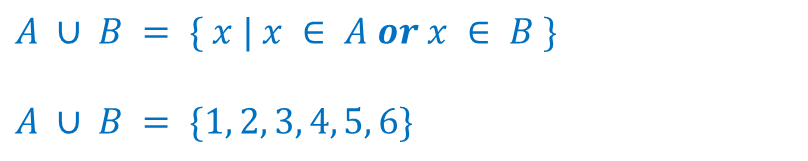 A ∪ B = { x | x ∈ A or x ∈ B }
A ∪ B = {1, 2, 3, 4, 5, 6}